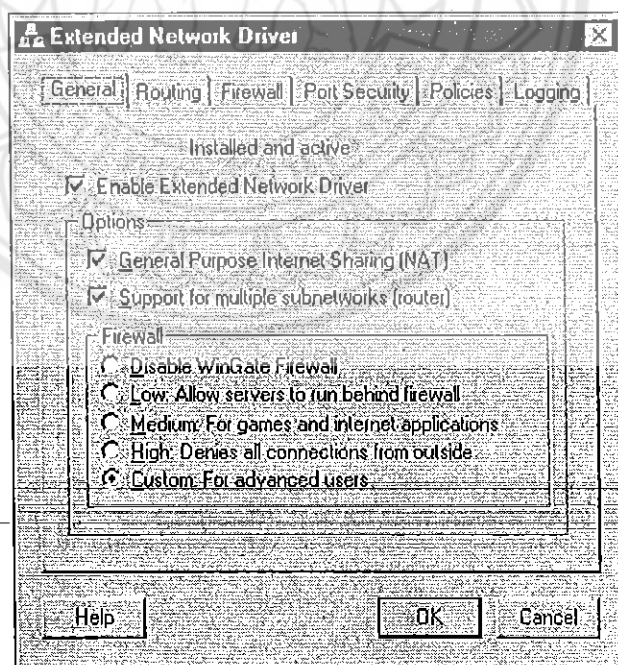 Extended Network Driver
General Routing Firewall Port Security Policies Logging
Installed and active
Enable Extended Network Driver
Options
General Purpose Internet Sharing (NAT)
Support for multiple subnetworks (router)
Firewall
Disable WinGate Firewall
Low: Allow servers to run behind firewall
Medium: For games and internet applications
High: Denies all connections from outside
Custom: For advanced users
Help OK Cancel